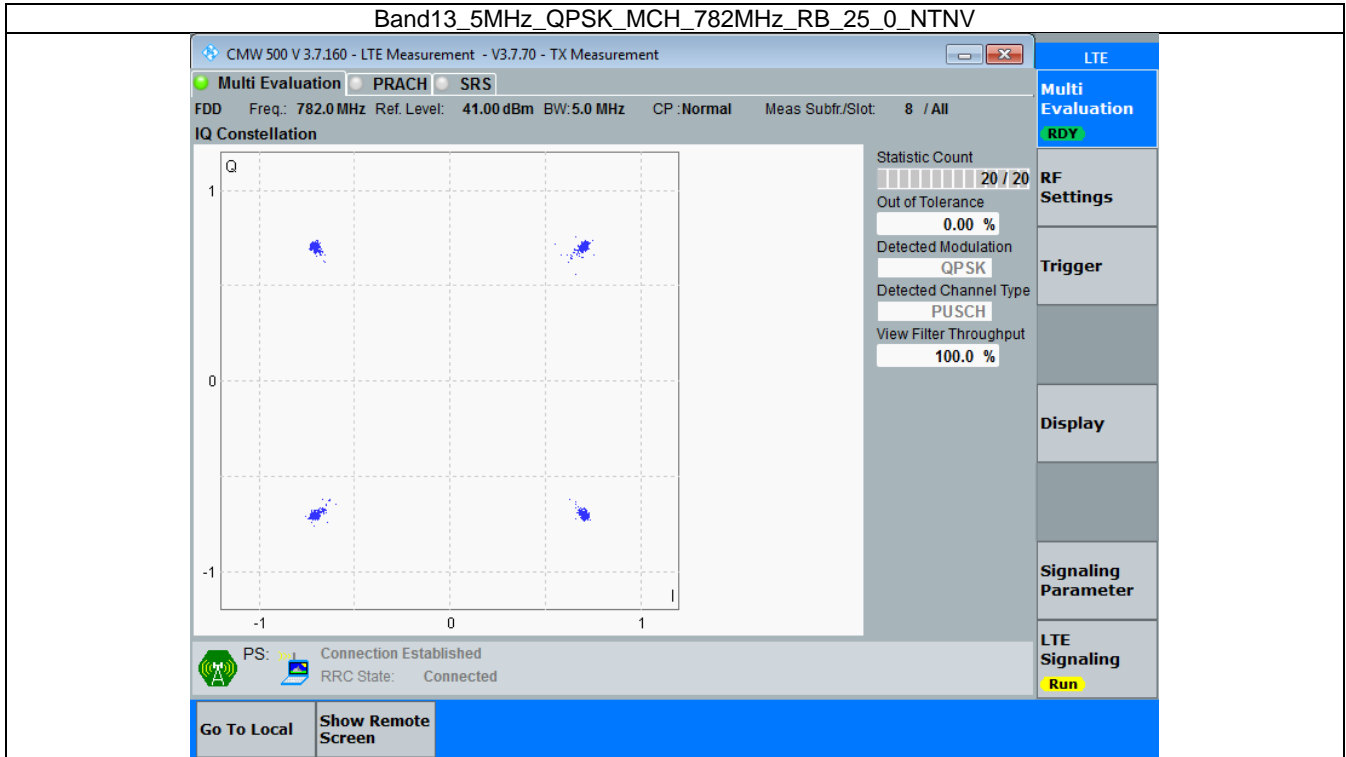 Band13_5MHz_QPSK_MCH_782MHz_RB_25_0_NTNV
CMW 500 V 3.7.160 - LTE Measurement - V3.7.70 - TX Measurement
LTE
Multi Evaluation PRACH SRS
Multi
Evaluation
RDY
FDD Freq.: 782.0 MHz Ref. Level: 41.00 dBm BW: 5.0 MHz CP : Normal Meas Subfr./Slot: 8 / All
IQ Constellation
Q
1
0
-1
I
-1 0 1
Statistic Count
20 / 20
Out of Tolerance
0.00 %
Detected Modulation
QPSK
Detected Channel Type
PUSCH
View Filter Throughput
100.0 %
RF
Settings
Trigger
Display
Signaling
Parameter
LTE
Signaling
Run
PS: Connection Established
RRC State: Connected
Go To Local
Show Remote
Screen